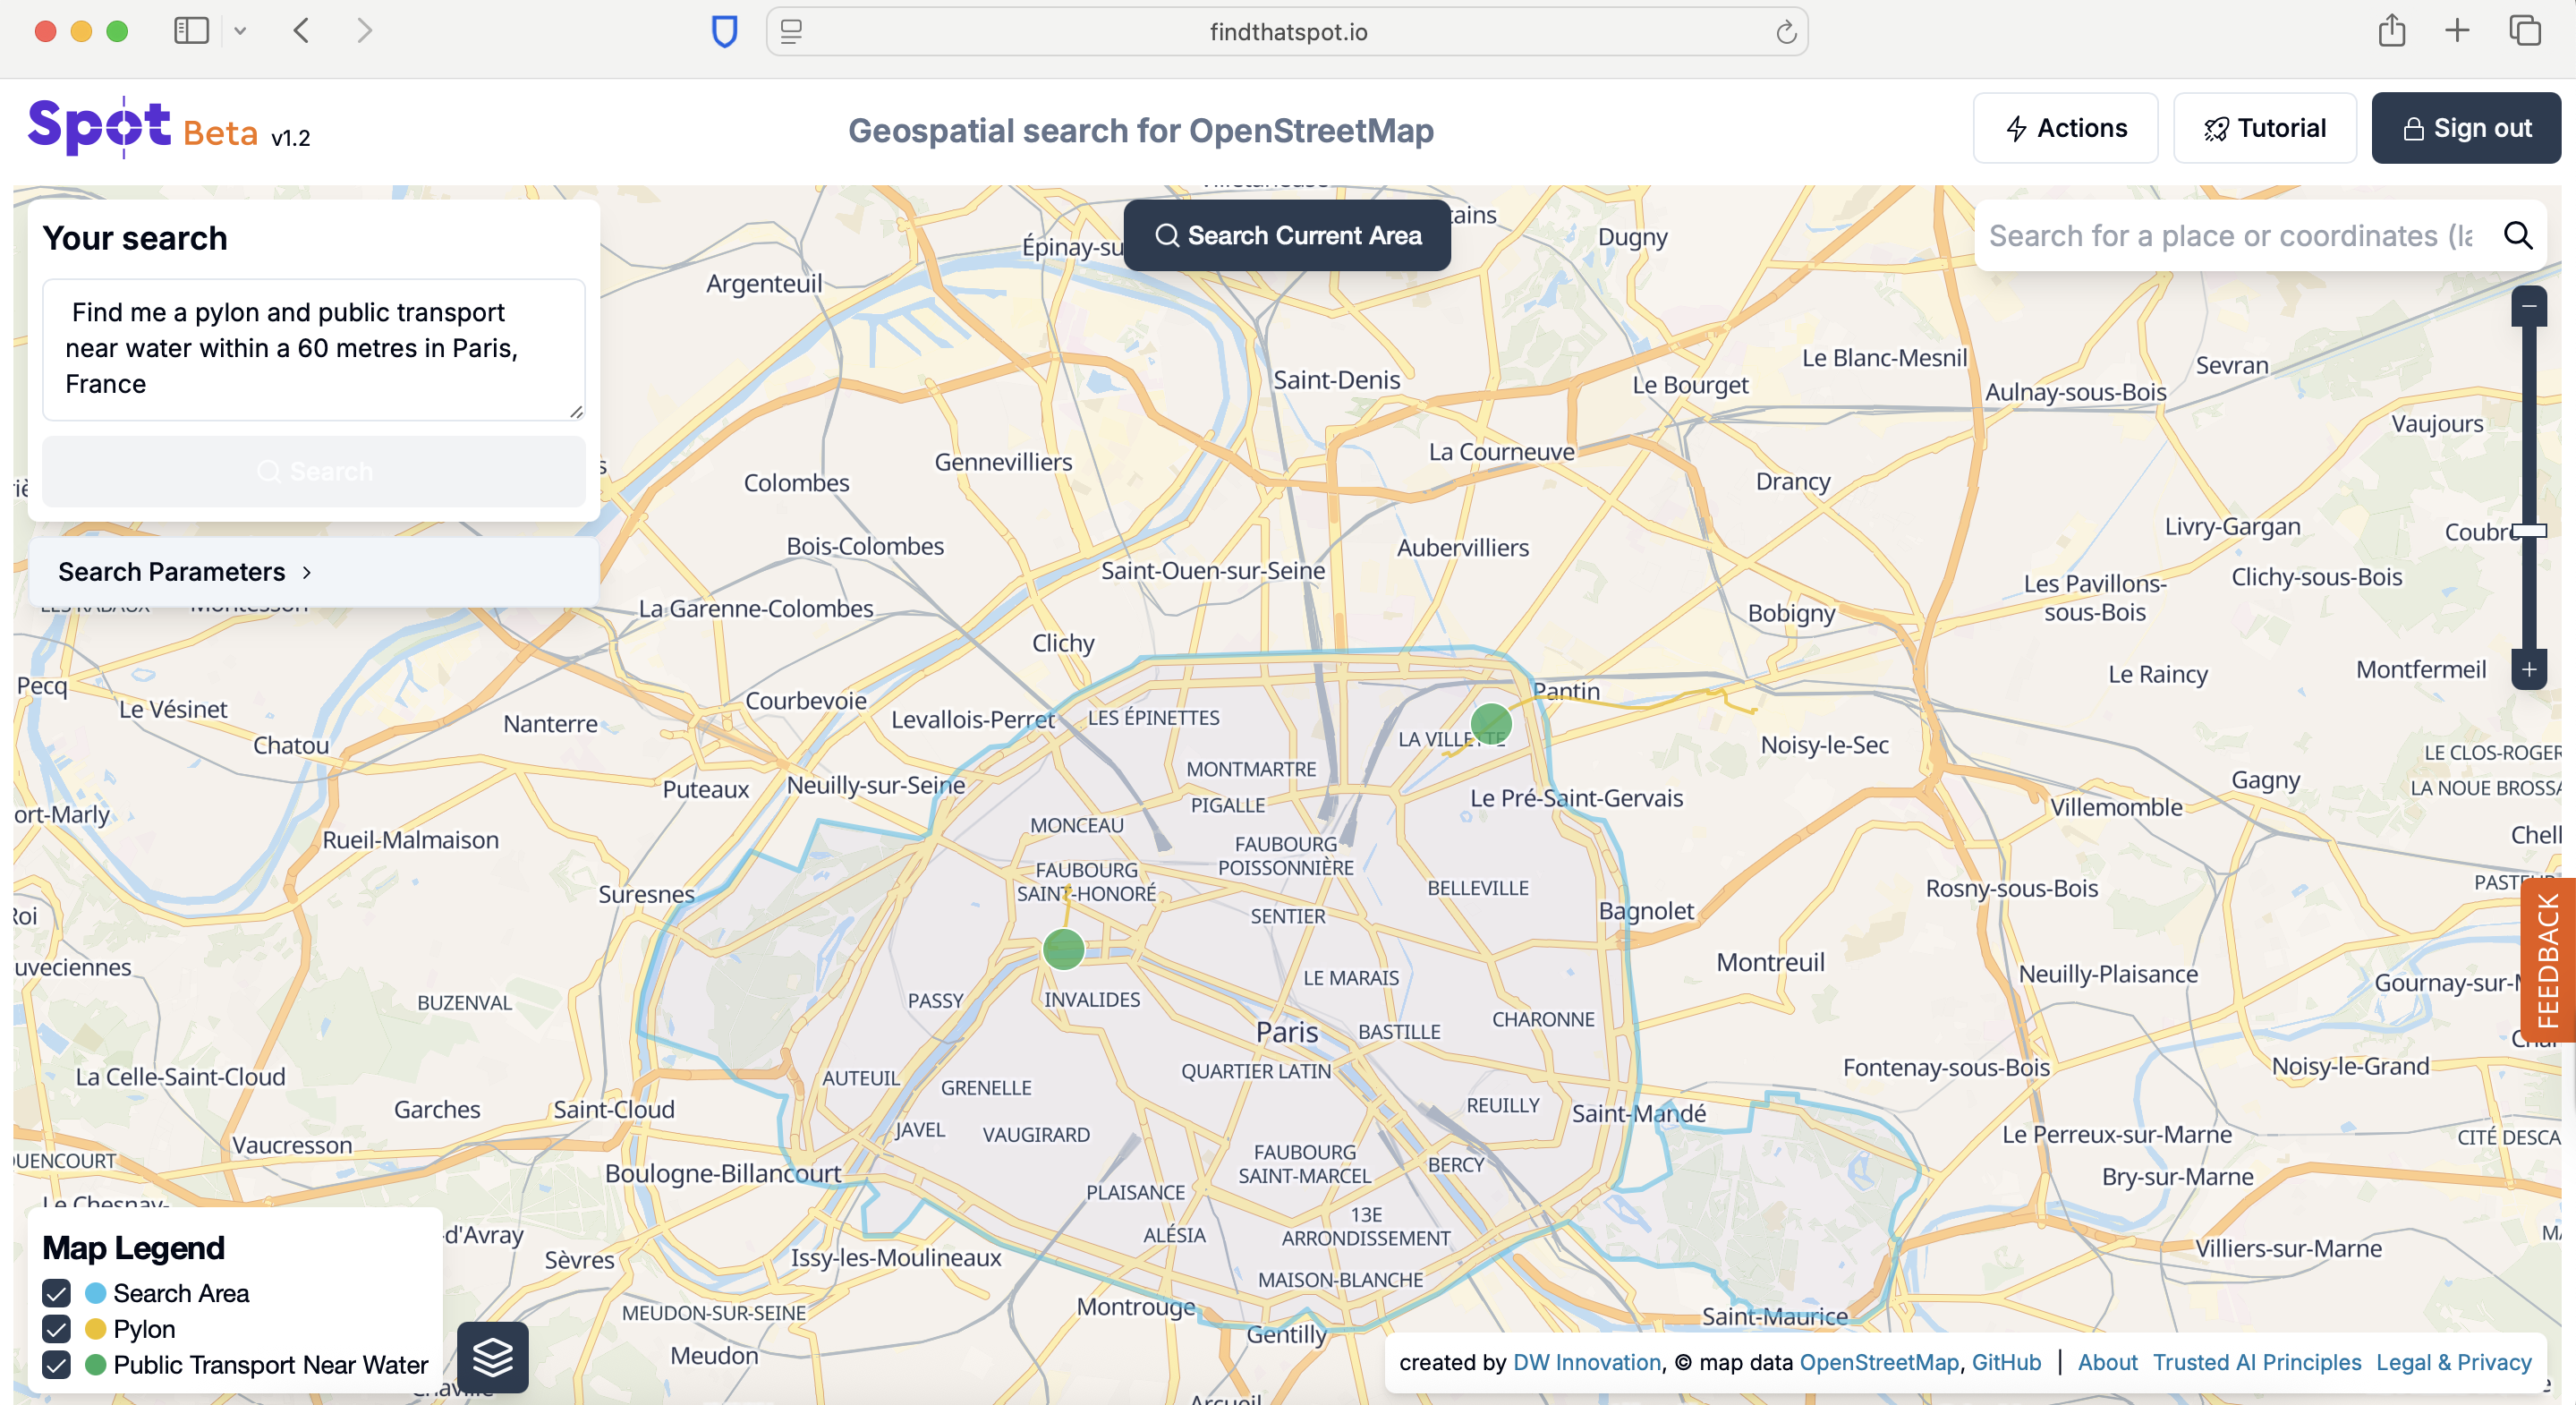 findthatspot.io
Spot Beta v1.2
Geospatial search for OpenStreetMap
Actions
Tutorial
Sign out
Your search
Find me a pylon and public transport
near water within a 60 metres in Paris,
France
Search
Search Parameters
Search Current Area
Search for a place or coordinates (la
Argenteuil
Dugny
Saint-Denis
Le Blanc-Mesnil
Le Bourget
Sevran
Aulnay-sous-Bois
Vaujours
La Courneuve
Gennevilliers
Colombes
Drancy
Livry-Gargan
Bois-Colombes
Aubervilliers
Saint-Ouen-sur-Seine
Clichy-sous-Bois
Les Pavillons-
sous-Bois
La Garenne-Colombes
Bobigny
Clichy
Le Raincy
Montfermeil
Pecq
Le Vésinet
Courbevoie
Nanterre
Levallois-Perret
LES ÉPINETTES
Pantin
Chatou
LA VILLETTE
Noisy-le-Sec
LE CLOS-ROGER
MONTMARTRE
Puteaux
Neuilly-sur-Seine
PIGALLE
Le Pré-Saint-Gervais
Gagny
LA NOUE BROSSA
Villemomble
ort-Marly
MONCEAU
Rueil-Malmaison
FAUBOURG
POISSONNIÈRE
Chell
FAUBOURG
SAINT-HONORÉ
BELLEVILLE
Suresnes
Rosny-sous-Bois
SENTIER
Bagnolet
uveciennes
Montreuil
LE MARAIS
Neuilly-Plaisance
Gournay-sur-M
BUZENVAL
PASSY
INVALIDES
CHARONNE
Paris
BASTILLE
FEEDBACK
La Celle-Saint-Cloud
AUTEUIL
GRENELLE
QUARTIER LATIN
Fontenay-sous-Bois
Noisy-le-Grand
Garches
Saint-Cloud
REUILLY
Saint-Mandé
JAVEL
VAUGIRARD
Vaucresson
Le Perreux-sur-Marne
CITÉ DESCA
FAUBOURG
SAINT-MARCEL
BERCY
Boulogne-Billancourt
Bry-sur-Marne
PLAISANCE
13E
ARRONDISSEMENT
ALÉSIA
-d'Avray
Sèvres
Issy-les-Moulineaux
Villiers-sur-Marne
MAISON-BLANCHE
MEUDON-SUR-SEINE
Montrouge
Saint-Maurice
Gentilly
Meudon
Map Legend
Search Area
Pylon
Public Transport Near Water
created by DW Innovation, © map data OpenStreetMap, GitHub | About Trusted AI Principles Legal & Privacy